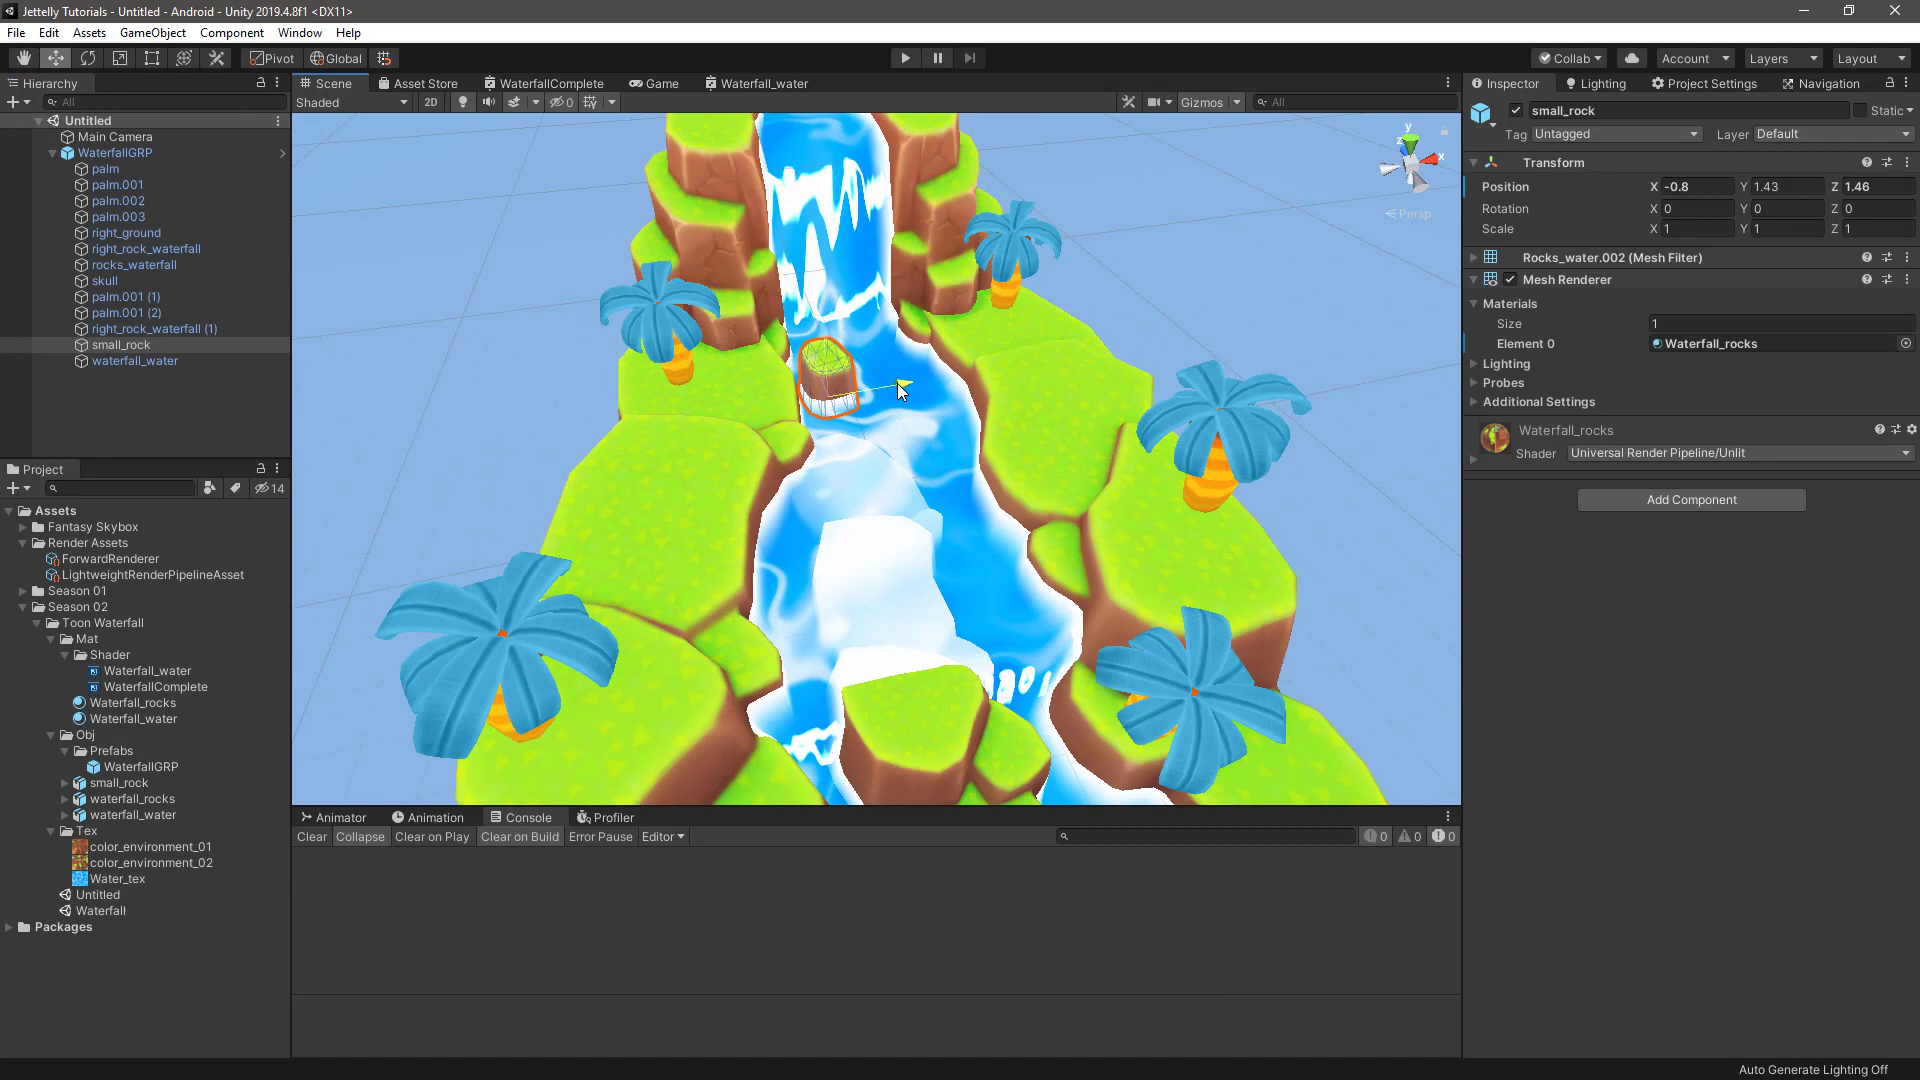 Jettelly Tutorials - Untitled - Android - Unity 2019.4.8f1 <DX11>
File Edit Assets GameObject Component Window Help
Pivot Global Collab Account Layers Layout
Hierarchy
All
Untitled
Main Camera
WaterfallGRP
palm
palm.001
palm.002
palm.003
right_ground
right_rock_waterfall
rocks_waterfall
skull
palm.001 (1)
palm.001 (2)
right_rock_waterfall (1)
small_rock
waterfall_water
Project
14
Assets
Fantasy Skybox
Render Assets
ForwardRenderer
LightweightRenderPipelineAsset
Season 01
Season 02
Toon Waterfall
Mat
Shader
Waterfall_water
WaterfallComplete
Waterfall_rocks
Waterfall_water
Obj
Prefabs
WaterfallGRP
small_rock
waterfall_rocks
waterfall_water
Tex
color_environment_01
color_environment_02
Water_tex
Untitled
Waterfall
Packages
Scene Asset Store WaterfallComplete Game Waterfall_water
Shaded 2D 0 Gizmos All
y
x
z
Persp
Animator Animation Console Profiler
Clear Collapse Clear on Play Clear on Build Error Pause Editor 0 0 0
Inspector Lighting Project Settings Navigation
small_rock Static
Tag Untagged Layer Default
Transform
Position X -0.8 Y 1.43 Z 1.46
Rotation X 0 Y 0 Z 0
Scale X 1 Y 1 Z 1
Rocks_water.002 (Mesh Filter)
Mesh Renderer
Materials
Size 1
Element 0 Waterfall_rocks
Lighting
Probes
Additional Settings
Waterfall_rocks
Shader Universal Render Pipeline/Unlit
Add Component
Auto Generate Lighting Off